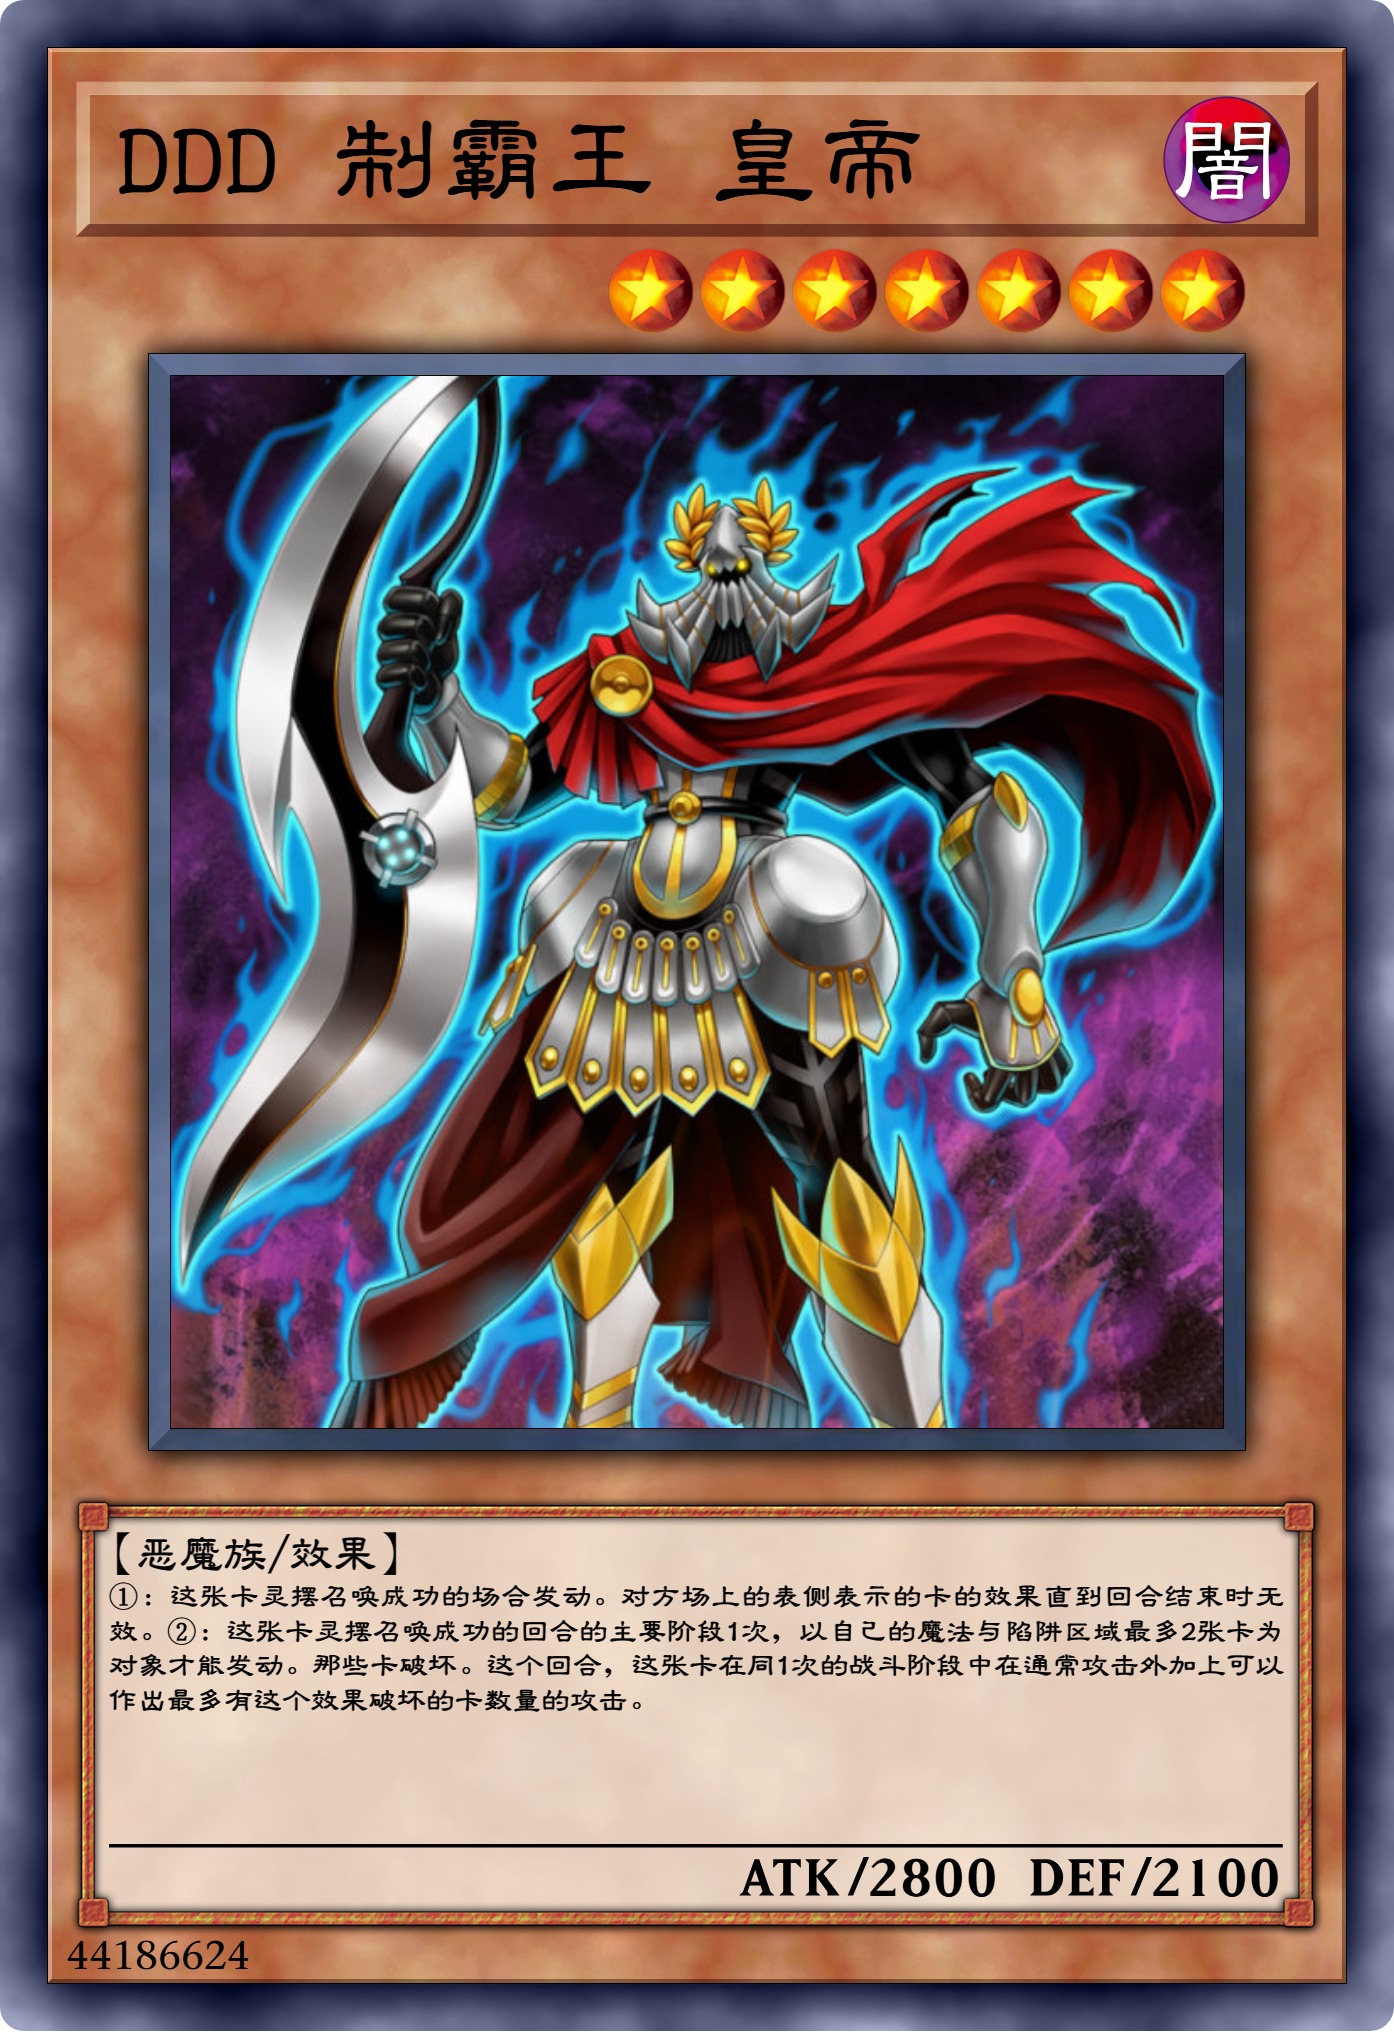 DDD 制霸王 皇帝
闇
【恶魔族/效果】
①：这张卡灵摆召唤成功的场合发动。对方场上的表侧表示的卡的效果直到回合结束时无
效。②：这张卡灵摆召唤成功的回合的主要阶段1次，以自己的魔法与陷阱区域最多2张卡为
对象才能发动。那些卡破坏。这个回合，这张卡在同1次的战斗阶段中在通常攻击外加上可以
作出最多有这个效果破坏的卡数量的攻击。
ATK/2800 DEF/2100
44186624